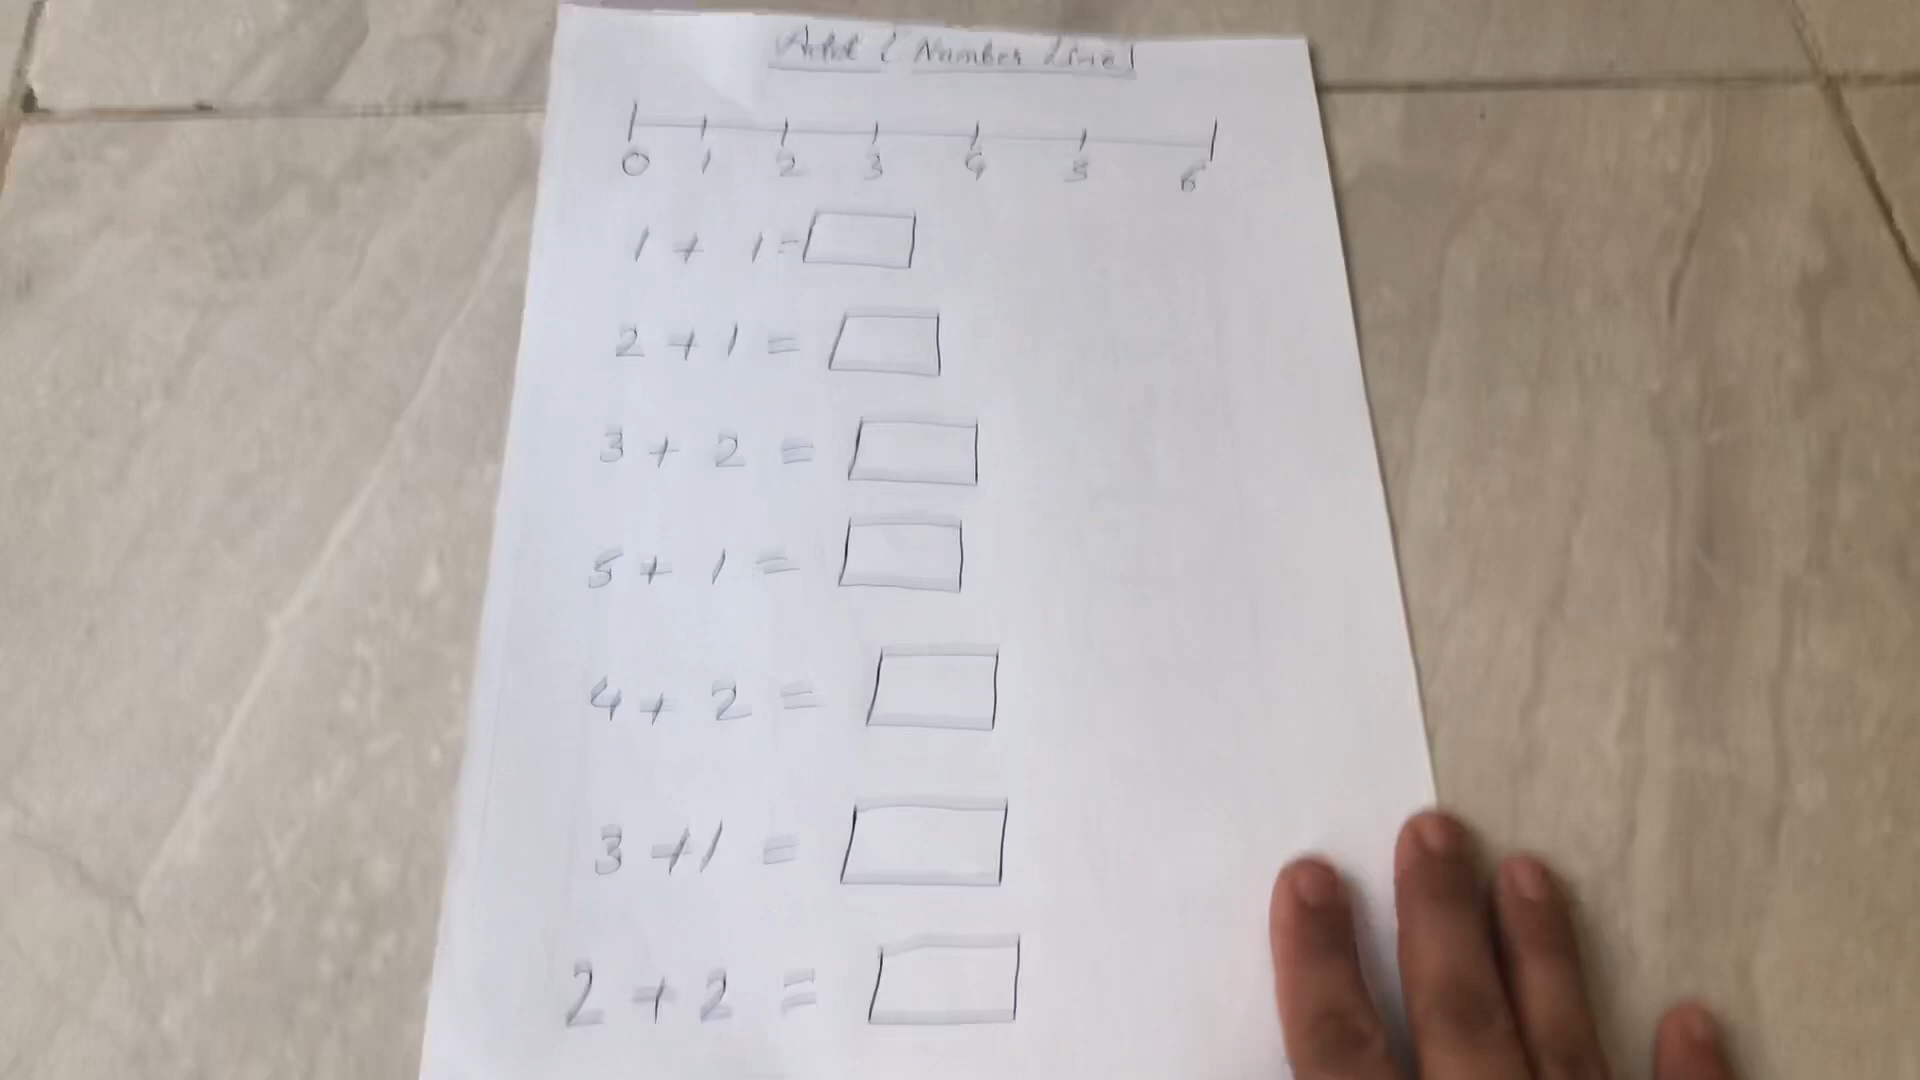 Add ( Number Line)
0 1 2 3 4 5 6
1 + 1 =
2 + 1 =
3 + 2 =
5 + 1 =
4 + 2 =
3 + 1 =
2 + 2 =